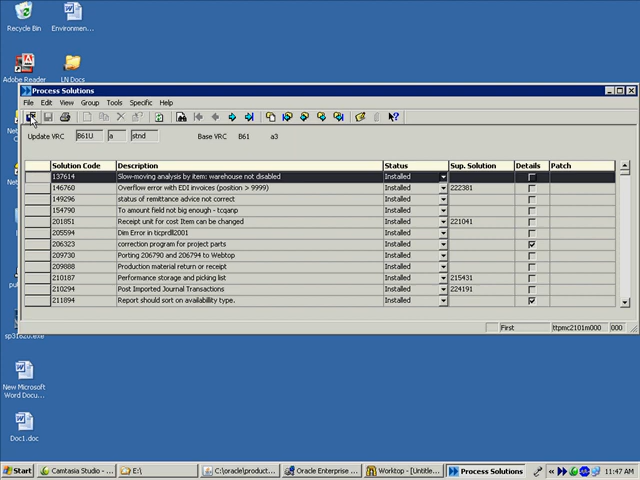 Recycle Bin
Environmen...
Adobe Reader
LN Docs
Process Solutions
File Edit View Group Tools Specific Help
Update VRC B61U a stnd Base VRC B61 a3
Solution Code Description Status Sup. Solution Details Patch
137614 Slow-moving analysis by item: warehouse not disabled Installed
146760 Overflow error with EDI invoices (position > 9999) Installed 222381
149296 status of remittance advice not correct Installed
154790 To amount field not big enough - tcqanp Installed
201851 Receipt unit for cost Item can be changed Installed 221041
205594 Dim Error in ticprdll2001 Installed
206323 correction program for project parts Installed
209730 Porting 206790 and 206794 to Webtop Installed
209888 Production material return or receipt Installed
210187 Performance storage and picking list Installed 215431
210294 Post Imported Journal Transactions Installed 224191
211894 Report should sort on availability type. Installed
First ttpmc2101m000 000
New Microsoft
Word Docu...
Doc1.doc
Start Camtasia Studio - ... E:\ C:\oracle\product... Oracle Enterprise ... Worktop - [Untitle... Process Solutions 11:47 AM